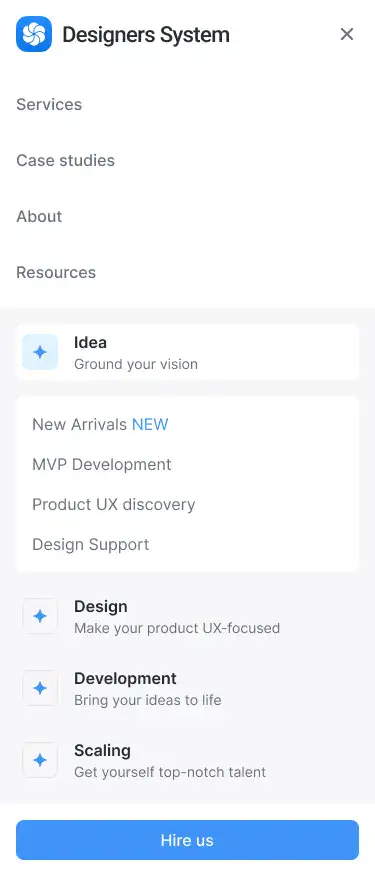 Designers System
Services
Case studies
About
Resources
Idea
Ground your vision
New Arrivals NEW
MVP Development
Product UX discovery
Design Support
Design
Make your product UX-focused
Development
Bring your ideas to life
Scaling
Get yourself top-notch talent
Hire us